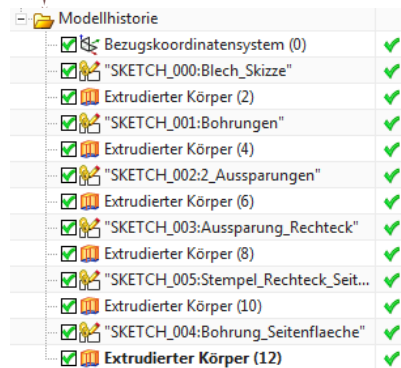 Modellhistorie
Bezugskoordinatensystem (0)
"SKETCH_000:Blech_Skizze"
Extrudierter Körper (2)
"SKETCH_001:Bohrungen"
Extrudierter Körper (4)
"SKETCH_002:2_Aussparungen"
Extrudierter Körper (6)
"SKETCH_003:Aussparung_Rechteck"
Extrudierter Körper (8)
"SKETCH_005:Stempel_Rechteck_Seit...
Extrudierter Körper (10)
"SKETCH_004:Bohrung_Seitenflaeche"
Extrudierter Körper (12)